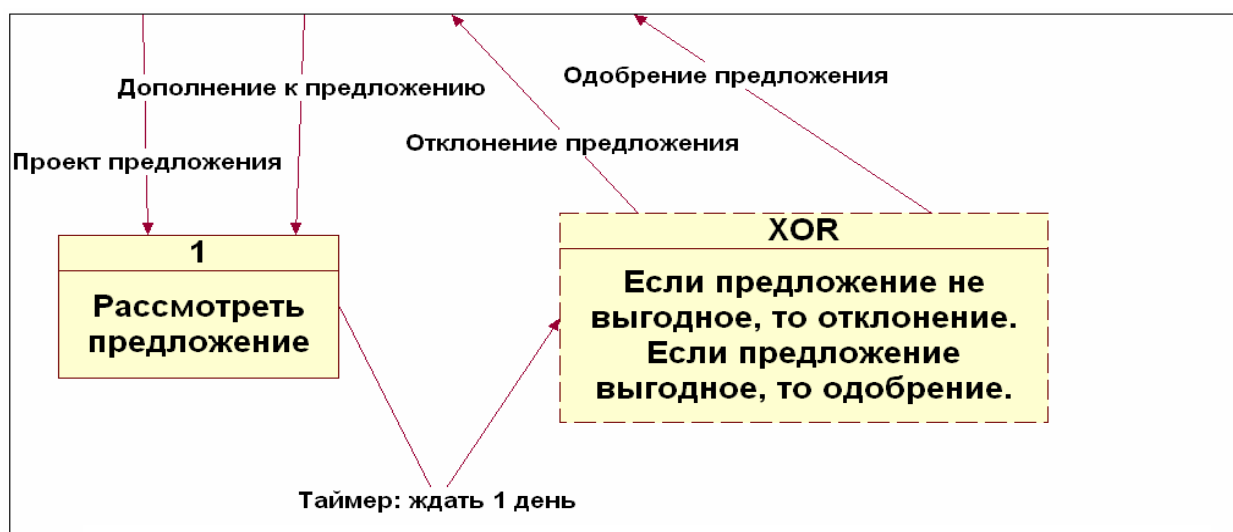 Одобрение предложения
Дополнение к предложению
Отклонение предложения
Проект предложения
1
Рассмотреть
предложение
XOR
Если предложение не
выгодное, то отклонение.
Если предложение
выгодное, то одобрение.
Таймер: ждать 1 день